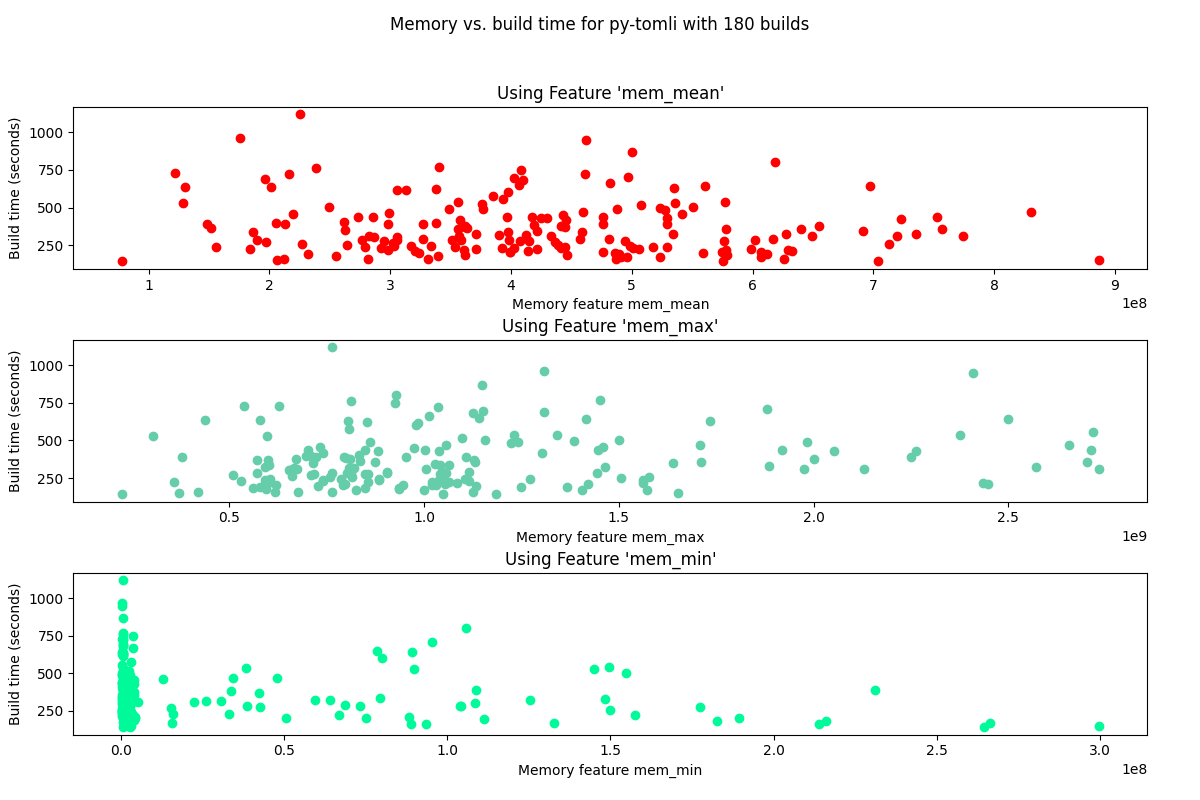 Memory vs. build time for py-tomli with 180 builds
Using Feature 'mem_mean'
Build time (seconds)
1000
750
500
250
1 2 3 4 5 6 7 8 9
1e8
Memory feature mem_mean
Using Feature 'mem_max'
Build time (seconds)
1000
750
500
250
0.5 1.0 1.5 2.0 2.5
1e9
Memory feature mem_max
Using Feature 'mem_min'
Build time (seconds)
1000
750
500
250
0.0 0.5 1.0 1.5 2.0 2.5 3.0
1e8
Memory feature mem_min